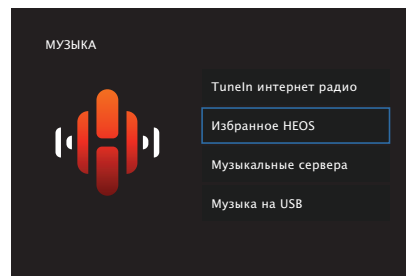 МУЗЫКА
TuneIn интернет радио
Избранное HEOS
Музыкальные сервера
Музыка на USB